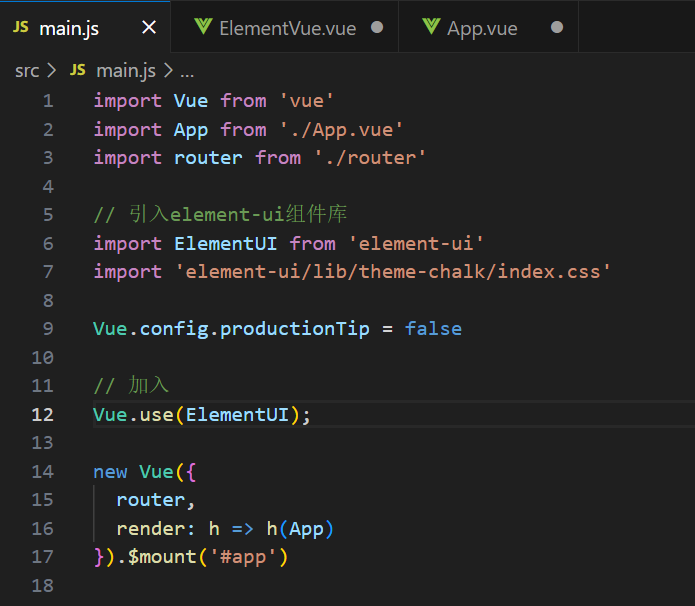 JS main.js × ElementVue.vue App.vue
src > JS main.js > ...
1 import Vue from 'vue'
2 import App from './App.vue'
3 import router from './router'
4
5 // 引入element-ui组件库
6 import ElementUI from 'element-ui'
7 import 'element-ui/lib/theme-chalk/index.css'
8
9 Vue.config.productionTip = false
10
11 // 加入
12 Vue.use(ElementUI);
13
14 new Vue({
15   router,
16   render: h => h(App)
17 }).$mount('#app')
18